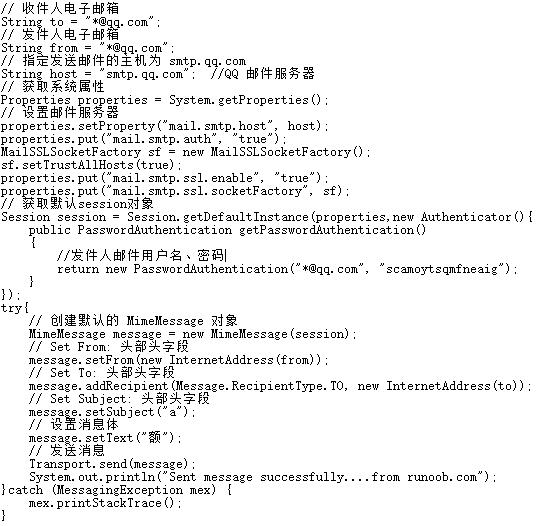 // 收件人电子邮箱
String to = "*@qq.com";
// 发件人电子邮箱
String from = "*@qq.com";
// 指定发送邮件的主机为 smtp.qq.com
String host = "smtp.qq.com";  //QQ 邮件服务器
// 获取系统属性
Properties properties = System.getProperties();
// 设置邮件服务器
properties.setProperty("mail.smtp.host", host);
properties.put("mail.smtp.auth", "true");
MailSSLSocketFactory sf = new MailSSLSocketFactory();
sf.setTrustAllHosts(true);
properties.put("mail.smtp.ssl.enable", "true");
properties.put("mail.smtp.ssl.socketFactory", sf);
// 获取默认session对象
Session session = Session.getDefaultInstance(properties,new Authenticator(){
    public PasswordAuthentication getPasswordAuthentication()
    {
        //发件人邮件用户名、密码
        return new PasswordAuthentication("*@qq.com", "scamoytsqmfneaig");
    }
});
try{
    // 创建默认的 MimeMessage 对象
    MimeMessage message = new MimeMessage(session);
    // Set From: 头部头字段
    message.setFrom(new InternetAddress(from));
    // Set To: 头部头字段
    message.addRecipient(Message.RecipientType.TO, new InternetAddress(to));
    // Set Subject: 头部头字段
    message.setSubject("a");
    // 设置消息体
    message.setText("额");
    // 发送消息
    Transport.send(message);
    System.out.println("Sent message successfully....from runoob.com");
}catch (MessagingException mex) {
    mex.printStackTrace();
}